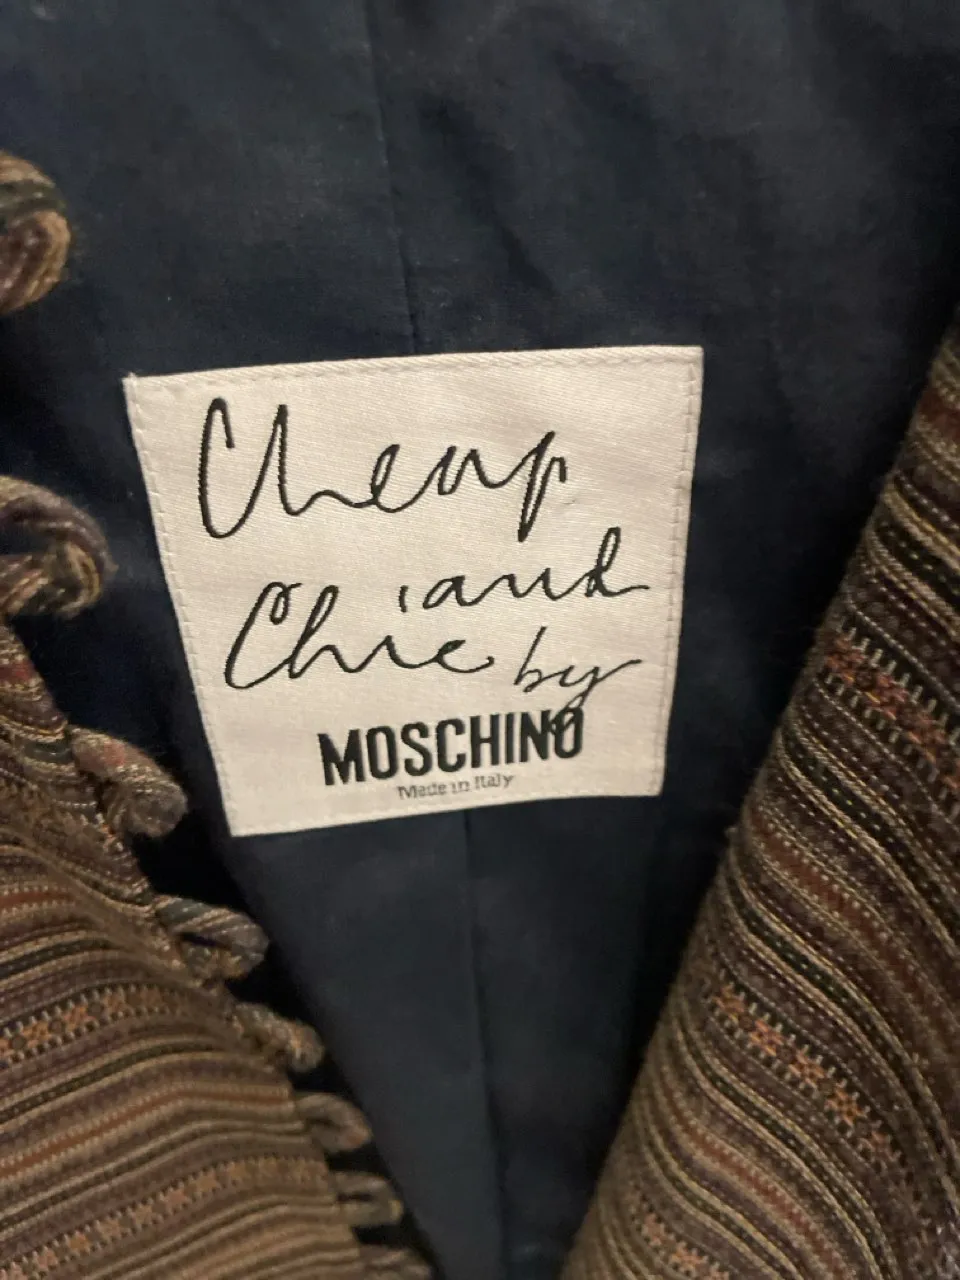 Cheap
and
Chic by
MOSCHINO
Made in Italy